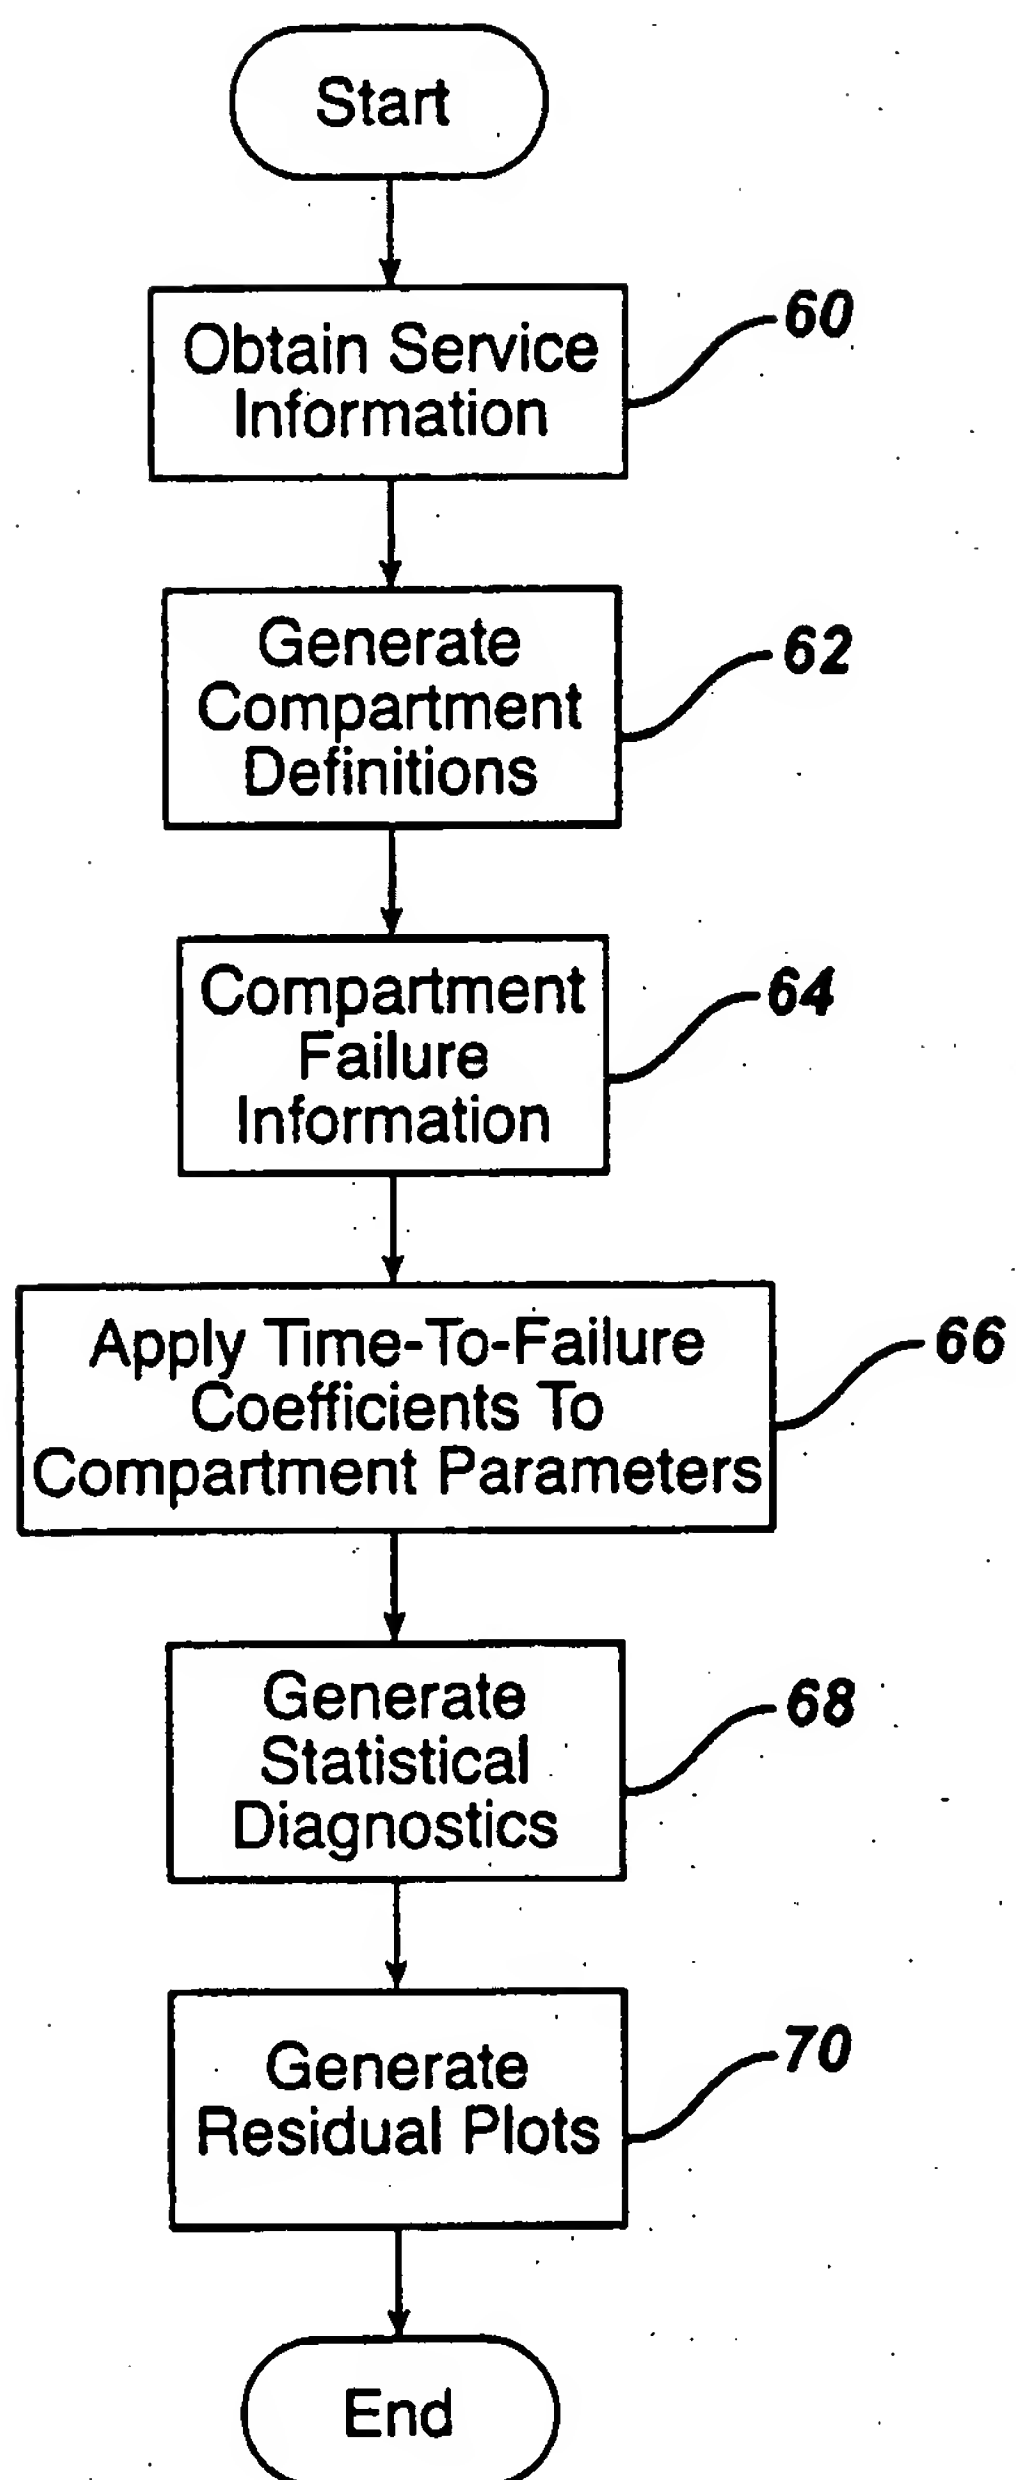 Start
Obtain Service
Information
60
Generate
Compartment
Definitions
62
Compartment
Failure
Information
64
Apply Time-To-Failure
Coefficients To
Compartment Parameters
66
Generate
Statistical
Diagnostics
68
Generate
Residual Plots
70
End